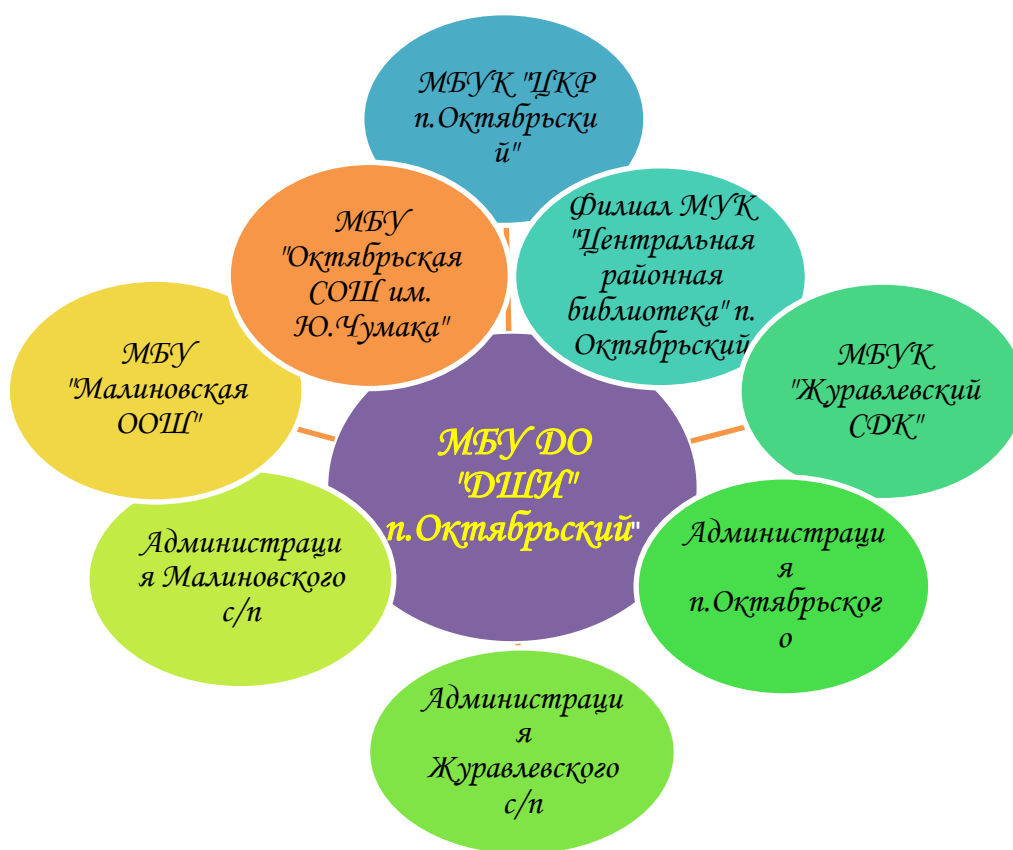 МБУК "ЦКР
п.Октябрьски
й"
МБУ
"Октябрьская
СОШ им.
Ю.Чумака"
Филиал МУК
"Центральная
районная
библиотека" п.
Октябрьский
МБУ
"Малиновская
ООШ"
МБУК
"Журавлевский
СДК"
МБУ ДО
"ДШИ"
п.Октябрьский"
Администраци
я Малиновского
с/п
Администраци
я
п.Октябрьског
о
Администраци
я
Журавлевского
с/п